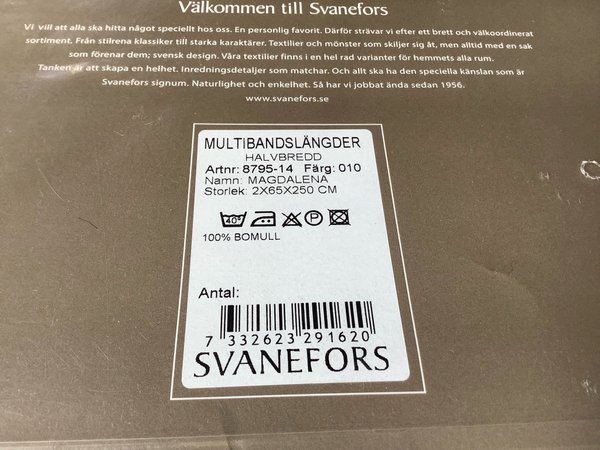 Välkommen till Svanefors
Vi vill att alla ska hitta något speciellt hos oss. En personlig favorit. Därför strävar vi efter ett brett och välkoordinerat
sortiment. Från stilrena klassiker till starka karaktärer. Textilier och mönster som skiljer sig åt, men alltid med en sak
som förenar dem; svensk design. Våra textilier finns i en hel rad varianter för hemmets alla rum.
Tanken är att skapa en helhet. Inredningsdetaljer som matchar. Och allt ska ha den speciella känslan som är
Svanefors signum. Naturlighet och enkelhet. Så har vi jobbat ända sedan 1956.
www.svanefors.se
MULTIBANDSLÄNGDER
HALVBREDD
Artnr: 8795-14 Färg: 010
Namn: MAGDALENA
Storlek: 2X65X250 CM
40° P
100% BOMULL
Antal:
7 332623 291620
SVANEFORS